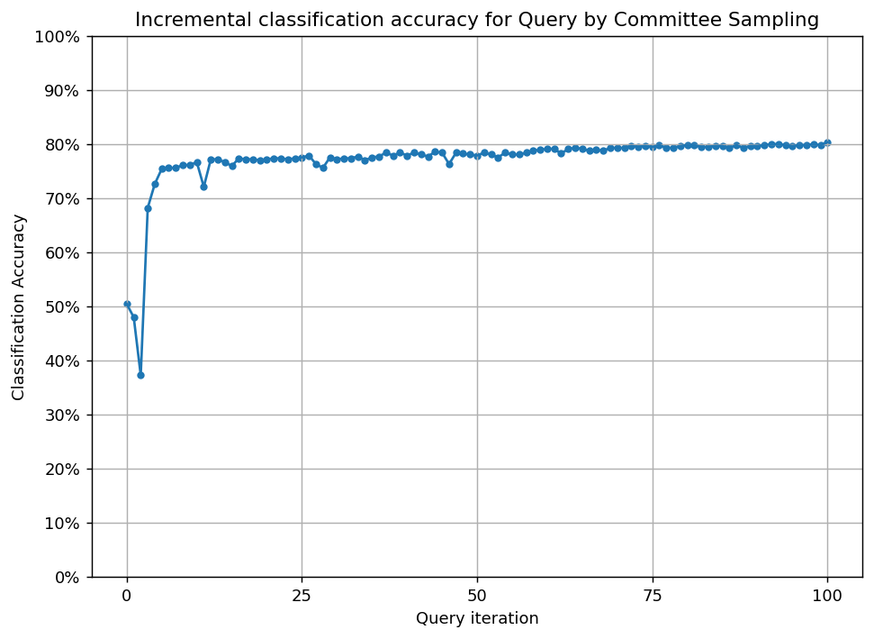 Incremental classification accuracy for Query by Committee Sampling
100%
90%
80%
70%
60%
50%
40%
30%
20%
10%
0%
Classification Accuracy
0 25 50 75 100
Query iteration